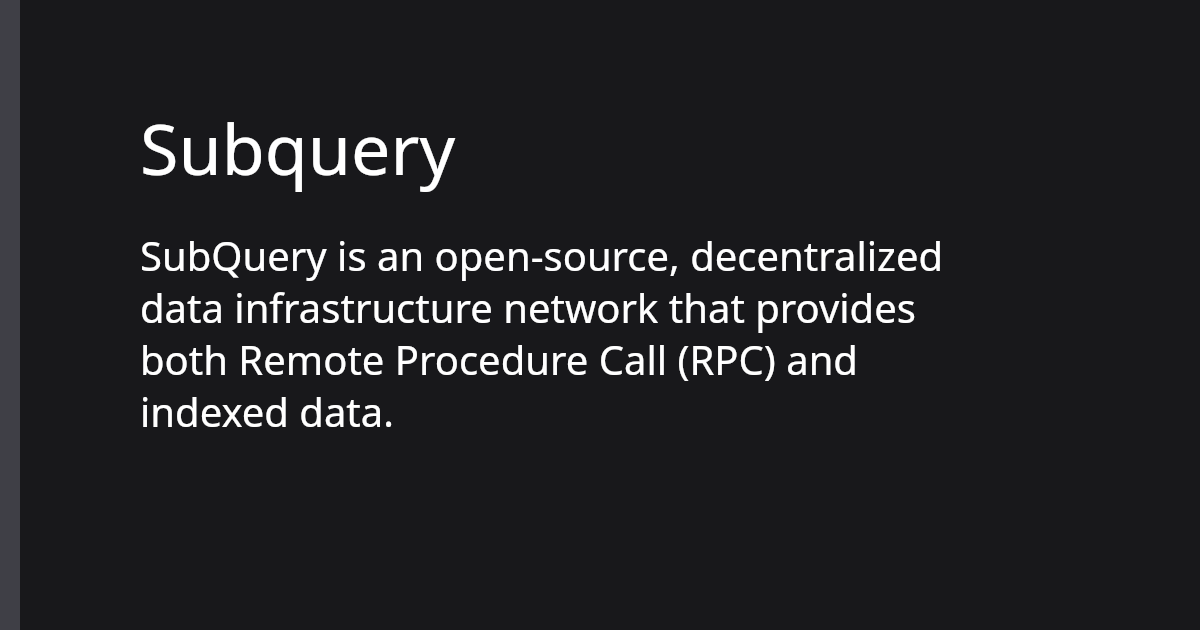 Subquery
SubQuery is an open-source, decentralized
data infrastructure network that provides
both Remote Procedure Call (RPC) and
indexed data.